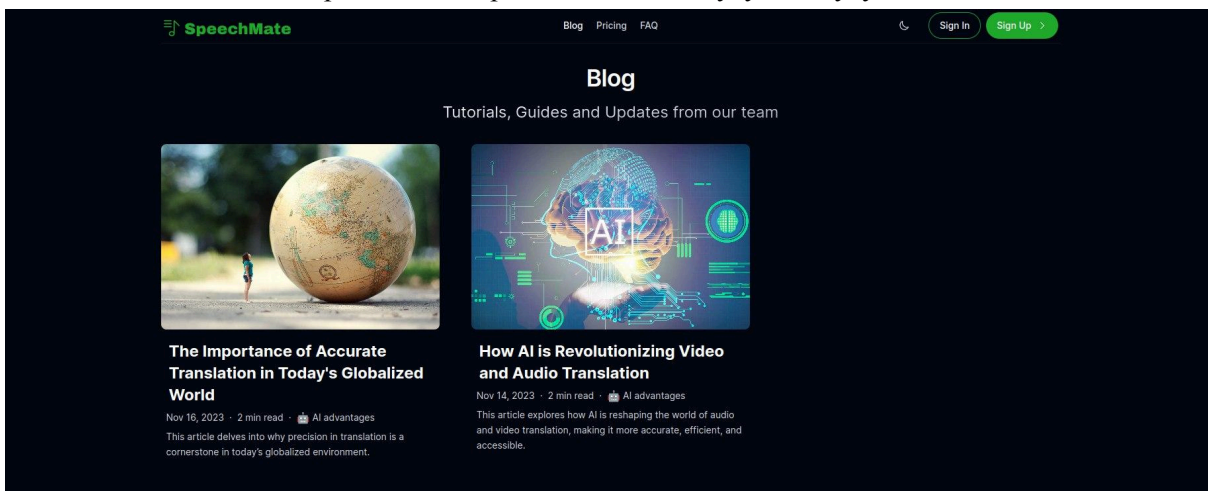 SpeechMate
Blog Pricing FAQ
Sign In
Sign Up
Blog
Tutorials, Guides and Updates from our team
AI
The Importance of Accurate
Translation in Today's Globalized
World
Nov 16, 2023 · 2 min read · 🤖 AI advantages
This article delves into why precision in translation is a
cornerstone in today's globalized environment.
How AI is Revolutionizing Video
and Audio Translation
Nov 14, 2023 · 2 min read · 🤖 AI advantages
This article explores how AI is reshaping the world of audio
and video translation, making it more accurate, efficient, and
accessible.